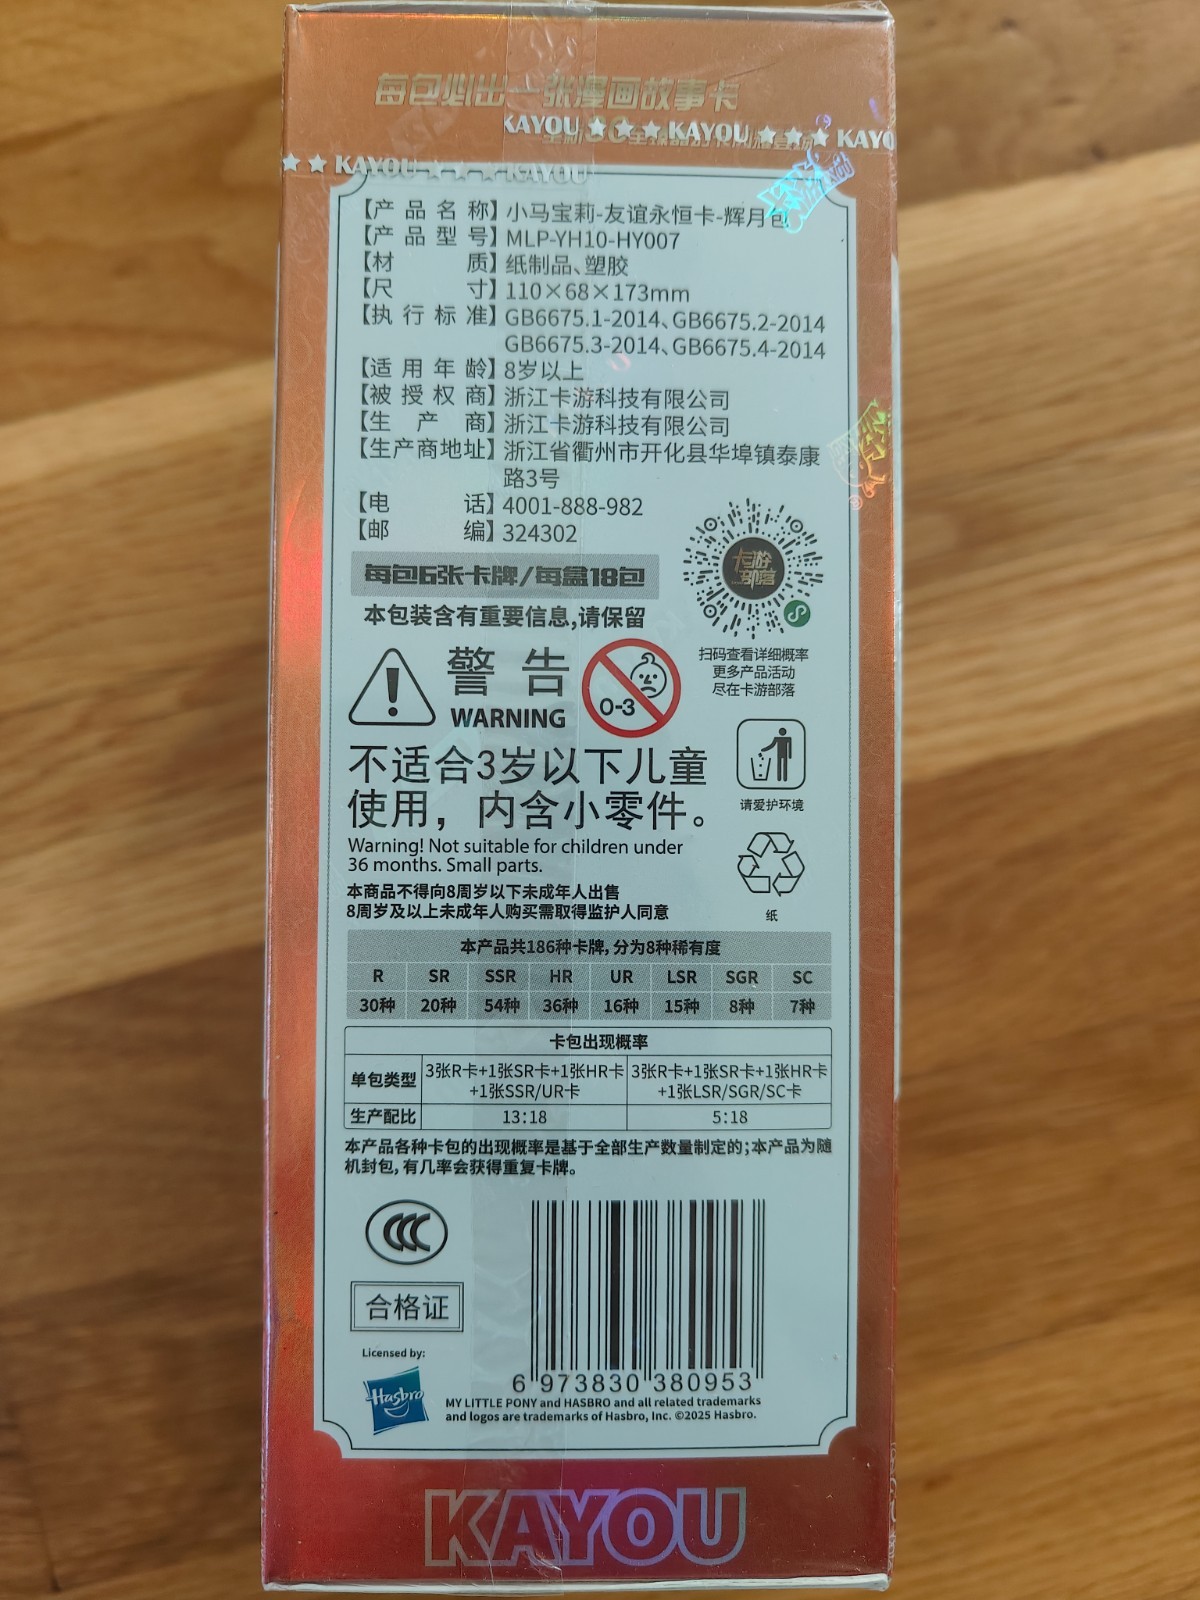 每包必出一张漫画故事卡
KAYOU ★ ★ ★ KAYOU ★ ★ ★ KAYO
★ ★ KAYOU ★ ★ ★ KAYOU
【产品名称】小马宝莉-友谊永恒卡-辉月包
【产品型号】MLP-YH10-HY007
【材质】纸制品、塑胶
【尺寸】110×68×173mm
【执行标准】GB6675.1-2014、GB6675.2-2014
GB6675.3-2014、GB6675.4-2014
【适用年龄】8岁以上
【被授权商】浙江卡游科技有限公司
【生产商】浙江卡游科技有限公司
【生产商地址】浙江省衢州市开化县华埠镇泰康
路3号
【电话】4001-888-982
【邮编】324302
每包6张卡牌/每盒18包
本包装含有重要信息,请保留
卡游
部落
扫码查看详细概率
更多产品活动
尽在卡游部落
警告
WARNING
0-3
不适合3岁以下儿童
使用，内含小零件。
Warning! Not suitable for children under
36 months. Small parts.
请爱护环境
纸
本商品不得向8周岁以下未成年人出售
8周岁及以上未成年人购买需取得监护人同意
本产品共186种卡牌,分为8种稀有度
R SR SSR HR UR LSR SGR SC
30种 20种 54种 36种 16种 15种 8种 7种
卡包出现概率
单包类型 3张R卡+1张SR卡+1张HR卡+1张SSR/UR卡 3张R卡+1张SR卡+1张HR卡+1张LSR/SGR/SC卡
生产配比 13:18 5:18
本产品各种卡包的出现概率是基于全部生产数量制定的;本产品为随
机封包,有几率会获得重复卡牌。
CCC
合格证
Licensed by:
Hasbro
6 973830 380953
MY LITTLE PONY and HASBRO and all related trademarks
and logos are trademarks of Hasbro, Inc. ©2025 Hasbro.
KAYOU